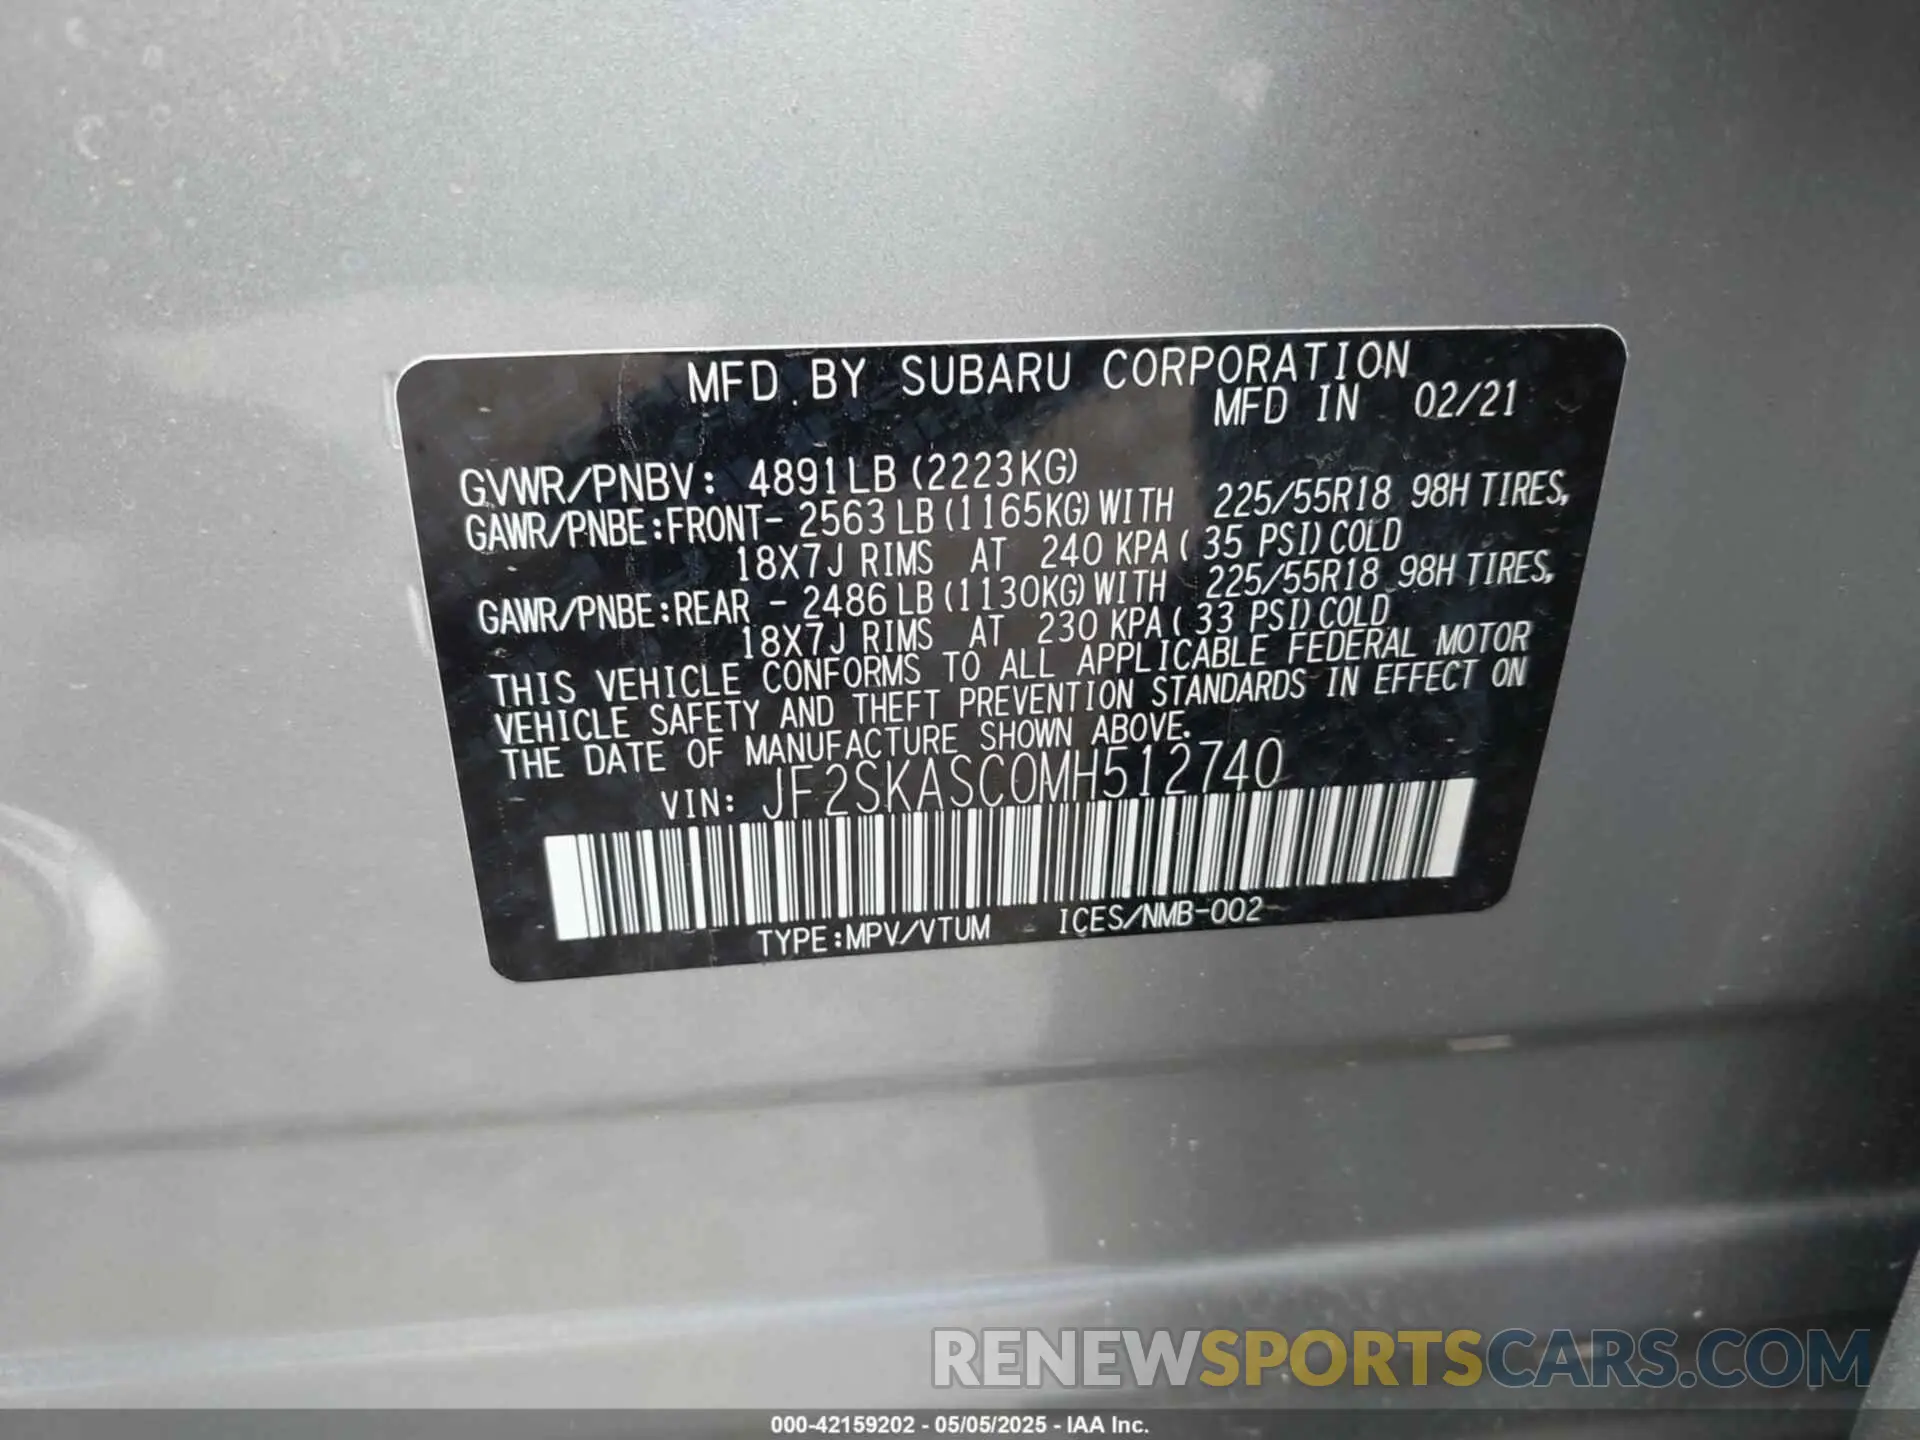 MFD. BY SUBARU CORPORATION
MFD IN 02/21
GVWR/PNBV: 4891LB (2223KG)
GAWR/PNBE:FRONT- 2563LB (1165KG) WITH 225/55R18 98H TIRES,
18X7J RIMS AT 240 KPA ( 35 PSI) COLD
GAWR/PNBE:REAR - 2486LB (1130KG) WITH 225/55R18 98H TIRES,
18X7J RIMS AT 230 KPA ( 33 PSI) COLD
THIS VEHICLE CONFORMS TO ALL APPLICABLE FEDERAL MOTOR
VEHICLE SAFETY AND THEFT PREVENTION STANDARDS IN EFFECT ON
THE DATE OF MANUFACTURE SHOWN ABOVE.
VIN: JF2SKASC0MH512740
TYPE:MPV/VTUM ICES/NMB-002
RENEWSPORTSCARS.COM
000-42159202 - 05/05/2025 - IAA Inc.